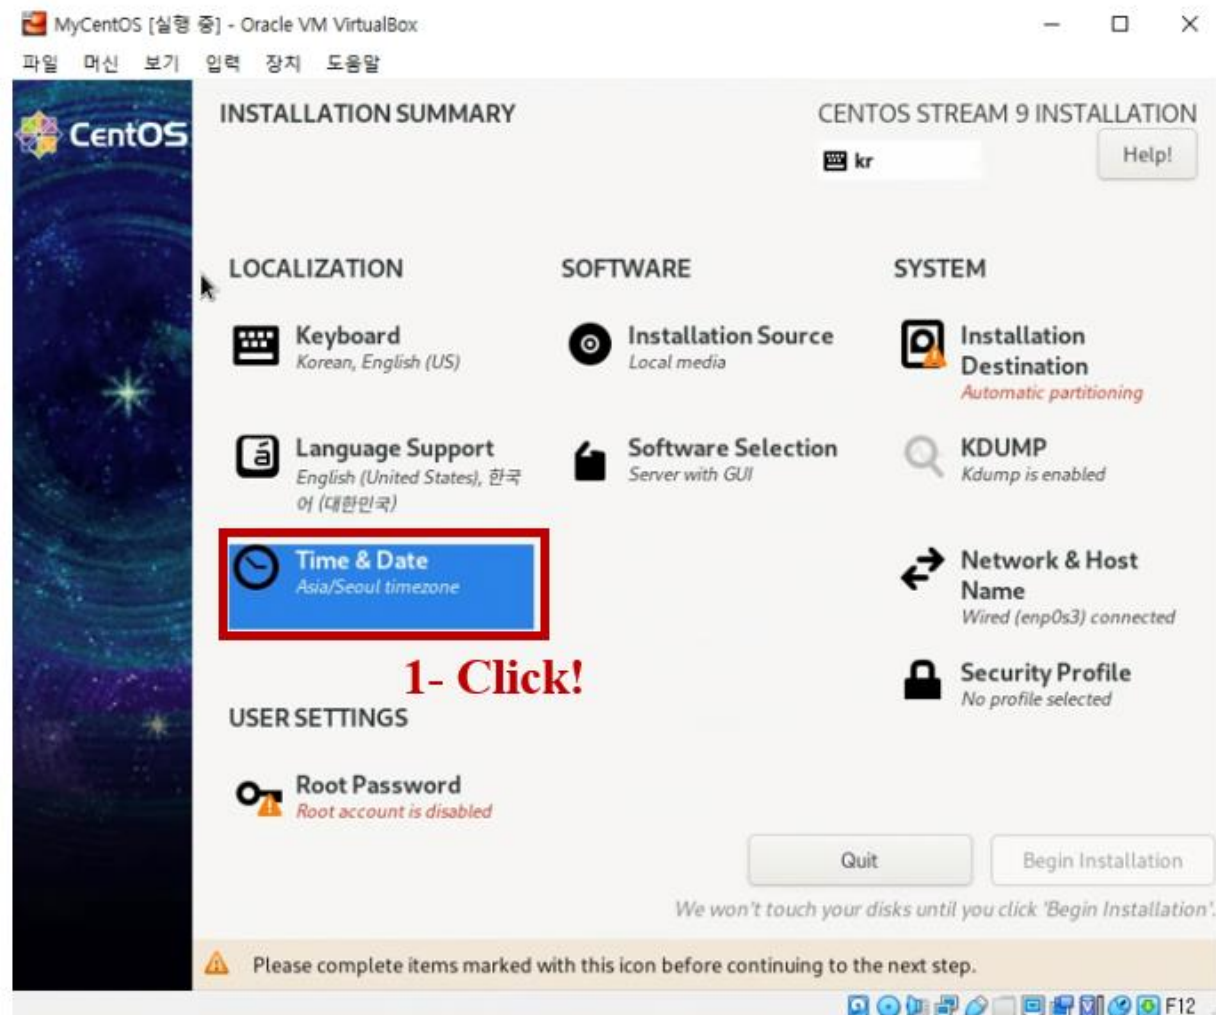 MyCentOS [실행 중] - Oracle VM VirtualBox
파일 머신 보기 입력 장치 도움말
CentOS
INSTALLATION SUMMARY
CENTOS STREAM 9 INSTALLATION
kr
Help!
LOCALIZATION
Keyboard
Korean, English (US)
á
Language Support
English (United States), 한국
어 (대한민국)
Time & Date
Asia/Seoul timezone
1- Click!
SOFTWARE
Installation Source
Local media
Software Selection
Server with GUI
SYSTEM
Installation
Destination
Automatic partitioning
KDUMP
Kdump is enabled
Network & Host
Name
Wired (enp0s3) connected
Security Profile
No profile selected
USER SETTINGS
Root Password
Root account is disabled
Quit
Begin Installation
We won't touch your disks until you click 'Begin Installation'.
Please complete items marked with this icon before continuing to the next step.
F12